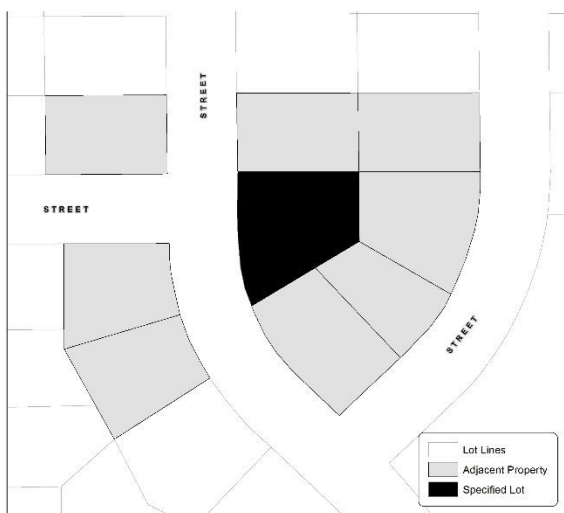 STREET
STREET
STREET
Lot Lines
Adjacent Property
Specified Lot